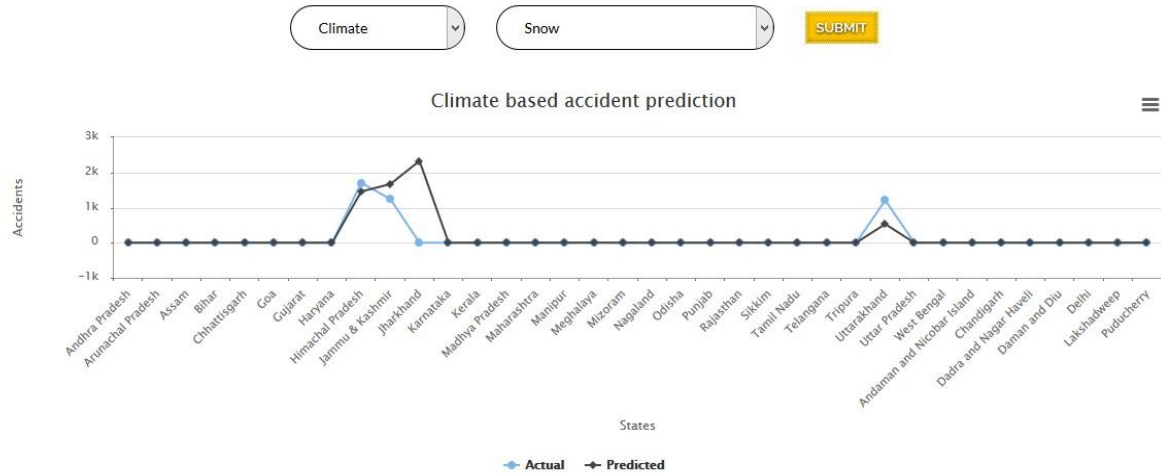 Climate
Snow
SUBMIT
Climate based accident prediction
Accidents
3k
2k
1k
0
-1k
Andhra Pradesh
Arunachal Pradesh
Assam
Bihar
Chhattisgarh
Goa
Gujarat
Haryana
Himachal Pradesh
Jammu & Kashmir
Jharkhand
Karnataka
Kerala
Madhya Pradesh
Maharashtra
Manipur
Meghalaya
Mizoram
Nagaland
Odisha
Punjab
Rajasthan
Sikkim
Tamil Nadu
Telangana
Tripura
Uttarakhand
Uttar Pradesh
West Bengal
Andaman and Nicobar Island
Chandigarh
Dadra and Nagar Haveli
Daman and Diu
Delhi
Lakshadweep
Puducherry
States
Actual Predicted